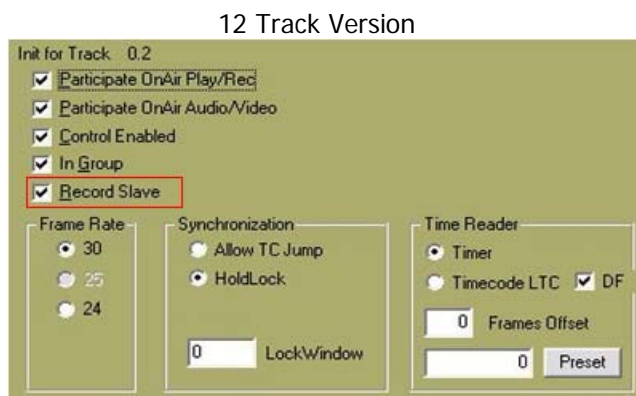 12 Track Version
Init for Track 0.2
Participate OnAir Play/Rec
Participate OnAir Audio/Video
Control Enabled
In Group
Record Slave
Frame Rate
30
25
24
Synchronization
Allow TC Jump
HoldLock
0 LockWindow
Time Reader
Timer
Timecode LTC DF
0 Frames Offset
0 Preset